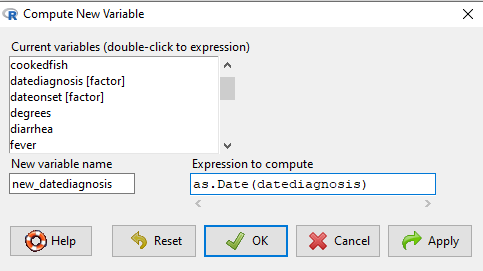 Compute New Variable
Current variables (double-click to expression)
cookedfish
datediagnosis [factor]
dateonset [factor]
degrees
diarrhea
fever
New variable name
Expression to compute
new_datediagnosis
as.Date(datediagnosis)
Help
Reset
OK
Cancel
Apply